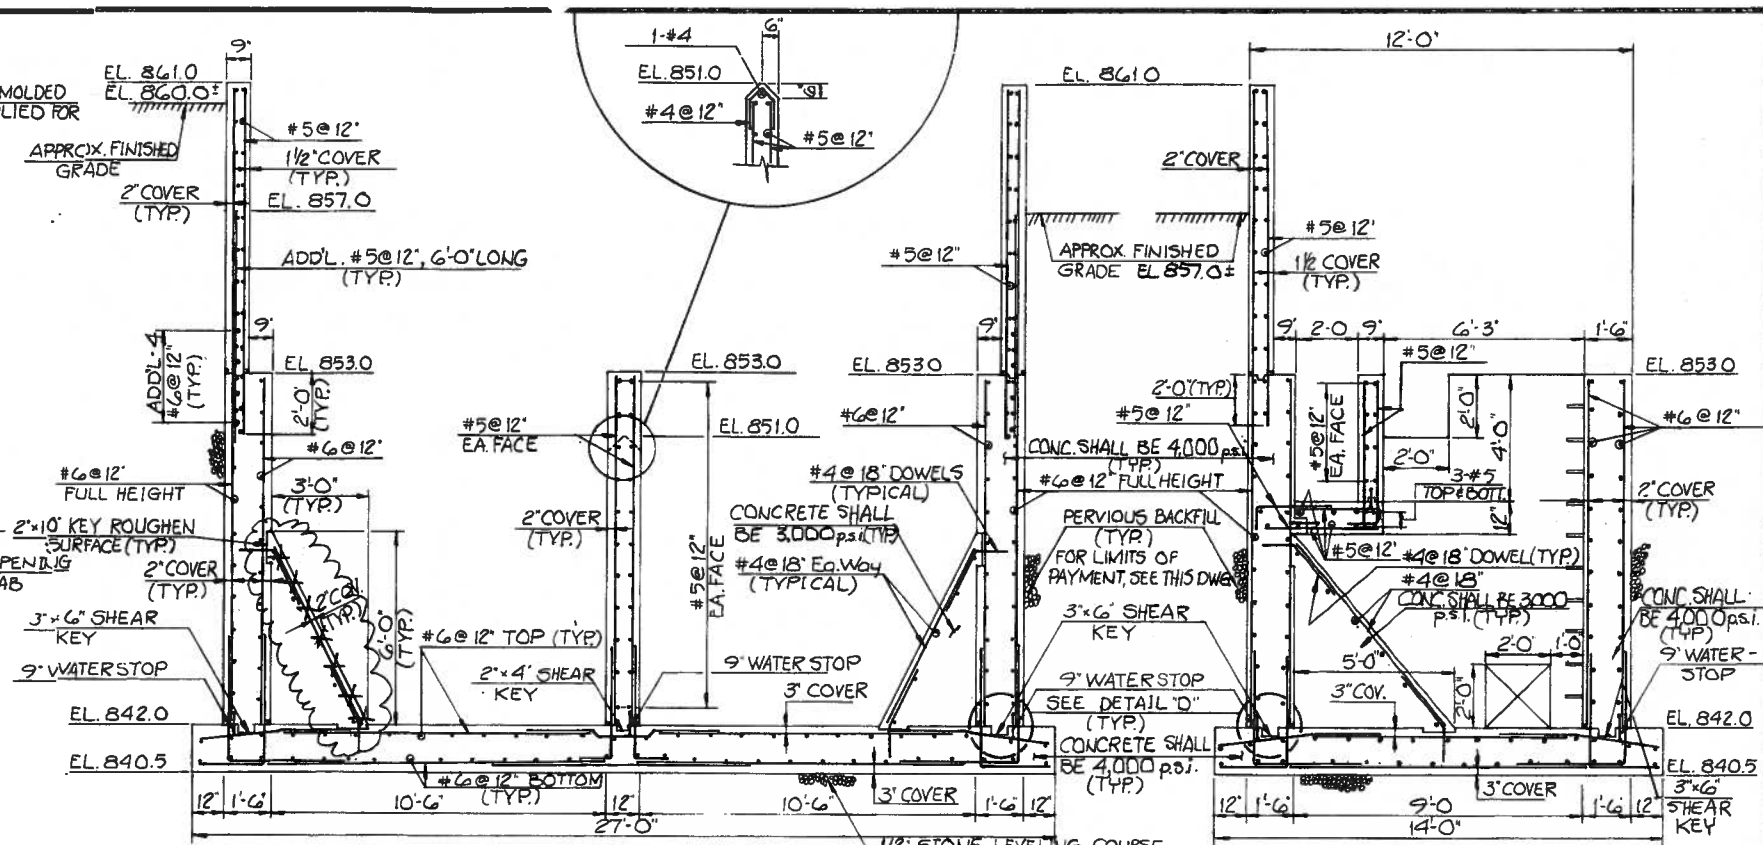 9"
EL. 861.0
EL. 860.0±
MOLDED
LIED FOR
APPROX. FINISHED
GRADE
#5@12"
1½" COVER
(TYP.)
2" COVER
(TYP.)
EL. 857.0
ADD'L. #5@12", 6'-0" LONG
(TYP.)
9"
ADD'L-4
#6@12"
(TYP.)
EL. 853.0
2'-0"
(TYP.)
#6@12"
#6@12"
FULL HEIGHT
3'-0"
(TYP.)
2"x10" KEY ROUGHEN
SURFACE (TYP.)
PENING
AB
2" COVER
(TYP.)
2" COV.
(TYP.)
6'-0"
(TYP.)
3"x6" SHEAR
KEY
9" WATERSTOP
EL. 842.0
EL. 840.5
#6@12" TOP (TYP.)
#6@12" BOTTOM
(TYP.)
12"
1'-6"
10'-6"
12"
10'-6"
1'-6"
12"
27'-0"
1-#4
6"
EL. 851.0
6"
#4@12"
#5@12"
EL. 853.0
#5@12"
EA. FACE
EL. 851.0
2" COVER
(TYP.)
#5@12"
EA. FACE
2"x4" SHEAR
KEY
9" WATERSTOP
3" COVER
3" COVER
1/2" STONE LEVELING COURSE
EL. 861.0
#5@12"
APPROX. FINISHED
GRADE EL 857.0±
9"
EL. 853.0
#6@12"
CONC. SHALL BE 4,000 p.s.i.
(TYP.)
#4@18" DOWELS
(TYPICAL)
#6@12" FULL HEIGHT
CONCRETE SHALL
BE 3,000 p.s.i. (TYP)
#4@18" Ea. Way
(TYPICAL)
PERVIOUS BACKFILL
(TYP.)
FOR LIMITS OF
PAYMENT, SEE THIS DWG
3"x6" SHEAR
KEY
9" WATERSTOP
SEE DETAIL "D"
(TYP.)
CONCRETE SHALL
BE 4,000 p.s.i.
(TYP.)
12'-0"
2" COVER
#5@12"
1½ COVER
(TYP.)
9"
2'-0
9"
6'-3"
1'-6"
#5@12"
EL. 853.0
2'-0" (TYP.)
#5@12"
#5@12"
EA. FACE
2'-0"
4'-0"
2'-0"
3-#5
TOP & BOTT.
12"
#6@12"
2" COVER
(TYP.)
#5@12"
#4@18" DOWEL (TYP.)
#4@18"
CONC. SHALL BE 3000
p.s.i. (TYP.)
CONC. SHALL
BE 4,000 p.s.i.
(TYP)
5'-0"
2'-0"
1'-0"
2'-0"
3" COV.
9" WATER-
STOP
EL. 842.0
EL. 840.5
3" COVER
3"x6"
SHEAR
KEY
12"
1'-6"
9'-0
1'-6"
12"
14'-0"